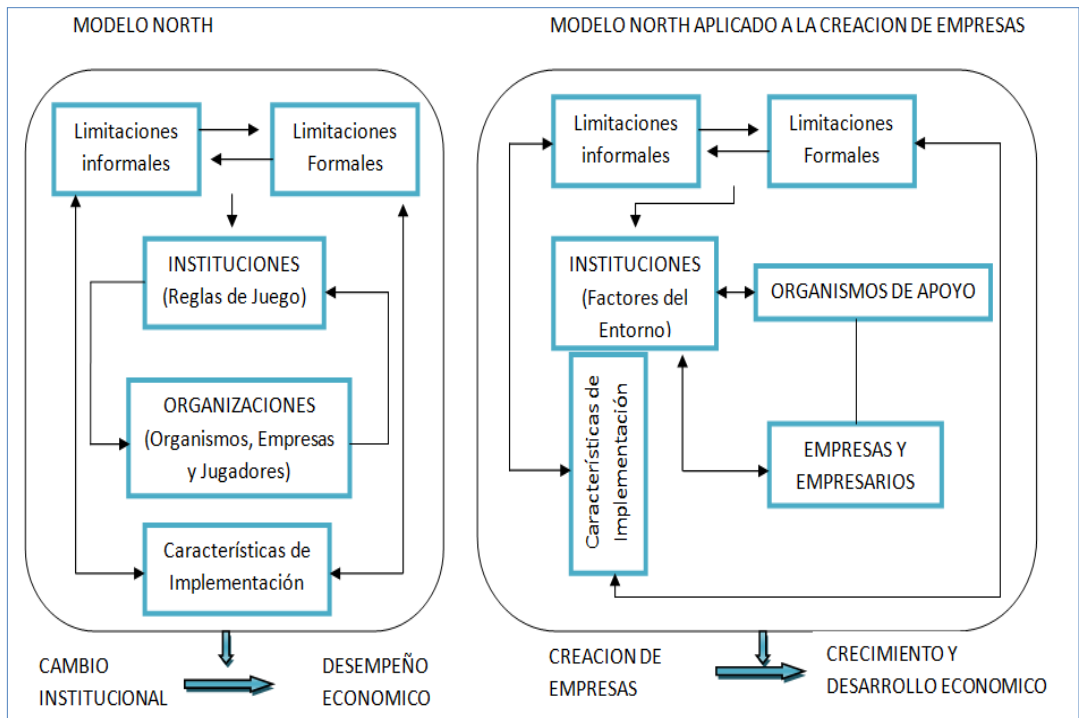 MODELO NORTH
Limitaciones
informales
Limitaciones
Formales
INSTITUCIONES
(Reglas de Juego)
ORGANIZACIONES
(Organismos, Empresas
y Jugadores)
Características de
Implementación
CAMBIO
INSTITUCIONAL
DESEMPEÑO
ECONOMICO
MODELO NORTH APLICADO A LA CREACION DE EMPRESAS
Limitaciones
informales
Limitaciones
Formales
INSTITUCIONES
(Factores del
Entorno)
ORGANISMOS DE APOYO
Características de
Implementación
EMPRESAS Y
EMPRESARIOS
CREACION DE
EMPRESAS
CRECIMIENTO Y
DESARROLLO ECONOMICO